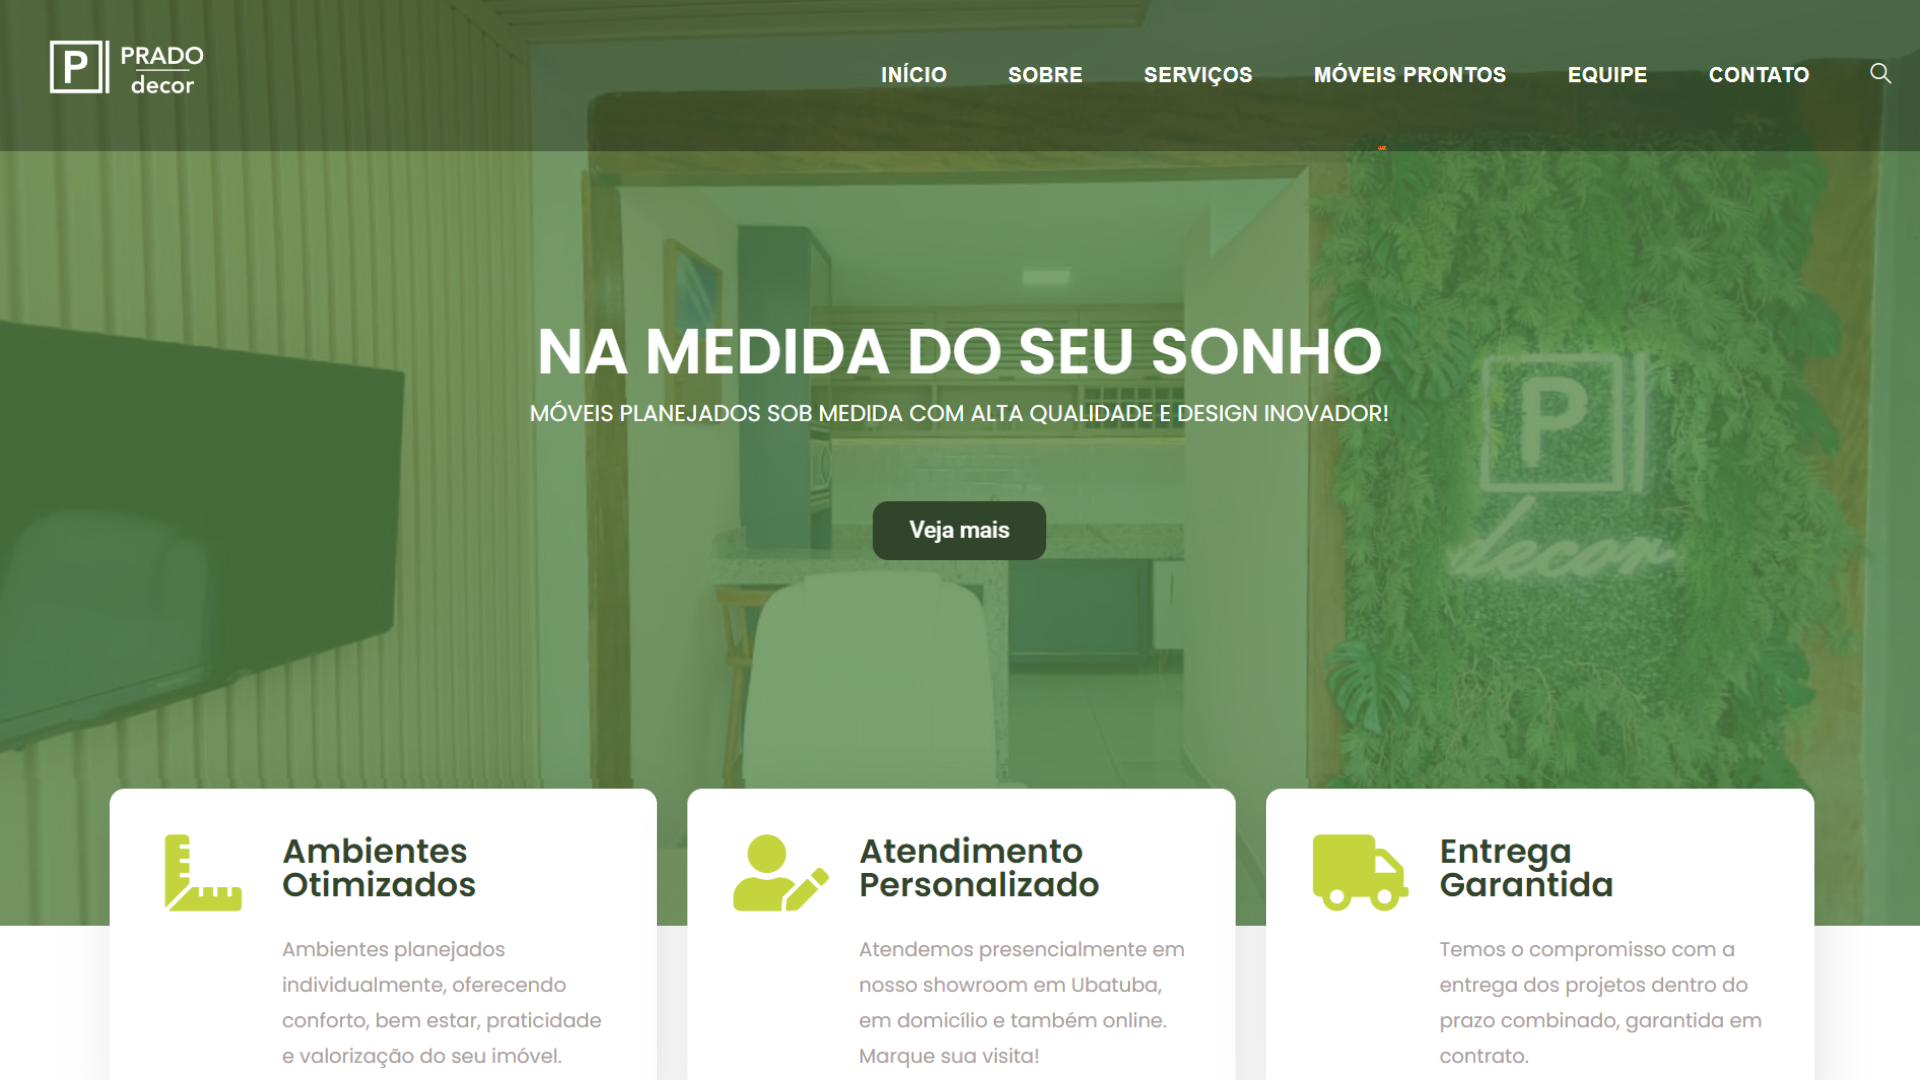 P PRADO
decor
INÍCIO SOBRE SERVIÇOS MÓVEIS PRONTOS EQUIPE CONTATO
NA MEDIDA DO SEU SONHO
MÓVEIS PLANEJADOS SOB MEDIDA COM ALTA QUALIDADE E DESIGN INOVADOR!
P
decor
Veja mais
Ambientes
Otimizados
Ambientes planejados
individualmente, oferecendo
conforto, bem estar, praticidade
e valorização do seu imóvel.
Atendimento
Personalizado
Atendemos presencialmente em
nosso showroom em Ubatuba,
em domicílio e também online.
Marque sua visita!
Entrega
Garantida
Temos o compromisso com a
entrega dos projetos dentro do
prazo combinado, garantida em
contrato.